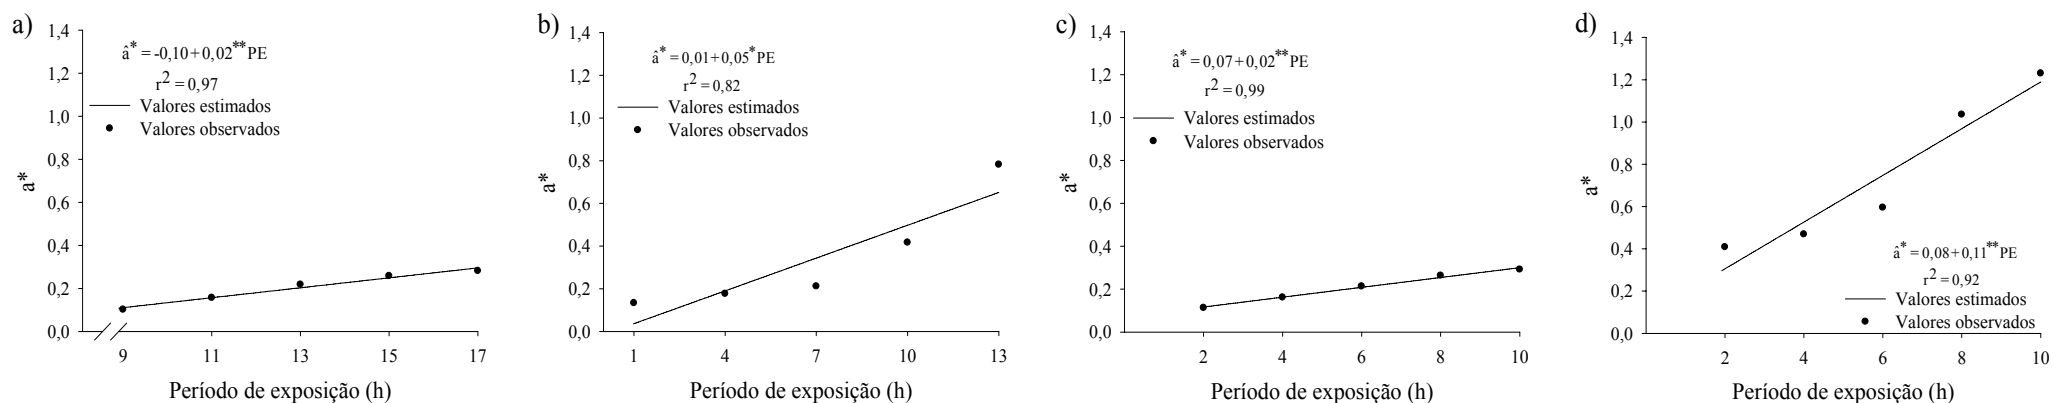 a)
1,4
1,2
1,0
0,8
0,6
0,4
0,2
0,0
a*
â* = -0,10+0,02**PE
r² = 0,97
Valores estimados
Valores observados
9 11 13 15 17
Período de exposição (h)
b)
1,4
1,2
1,0
0,8
0,6
0,4
0,2
0,0
a*
â* = 0,01+0,05*PE
r² = 0,82
Valores estimados
Valores observados
1 4 7 10 13
Período de exposição (h)
c)
1,4
1,2
1,0
0,8
0,6
0,4
0,2
0,0
a*
â* = 0,07+0,02**PE
r² = 0,99
Valores estimados
Valores observados
2 4 6 8 10
Período de exposição (h)
d)
1,4
1,2
1,0
0,8
0,6
0,4
0,2
0,0
a*
â* = 0,08+0,11**PE
r² = 0,92
Valores estimados
Valores observados
2 4 6 8 10
Período de exposição (h)